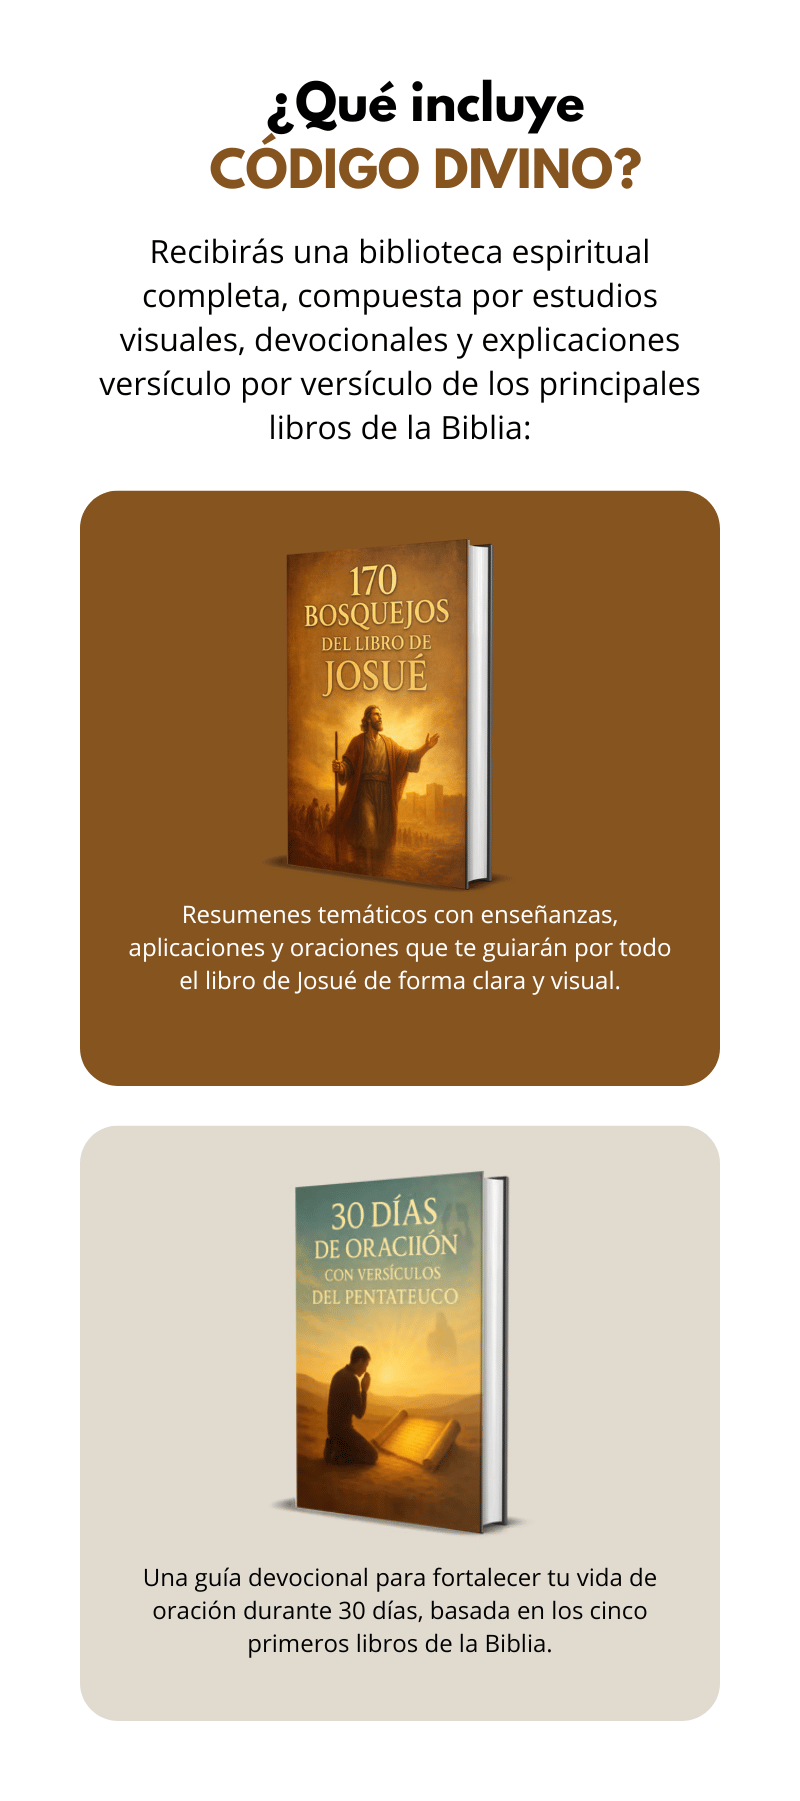 ¿Qué incluye
CÓDIGO DIVINO?
Recibirás una biblioteca espiritual
completa, compuesta por estudios
visuales, devocionales y explicaciones
versículo por versículo de los principales
libros de la Biblia:
170
BOSQUEJOS
DEL LIBRO DE
JOSUÉ
Resumenes temáticos con enseñanzas,
aplicaciones y oraciones que te guiarán por todo
el libro de Josué de forma clara y visual.
30 DÍAS
DE ORACIIÓN
CON VERSÍCULOS
DEL PENTATEUCO
Una guía devocional para fortalecer tu vida de
oración durante 30 días, basada en los cinco
primeros libros de la Biblia.